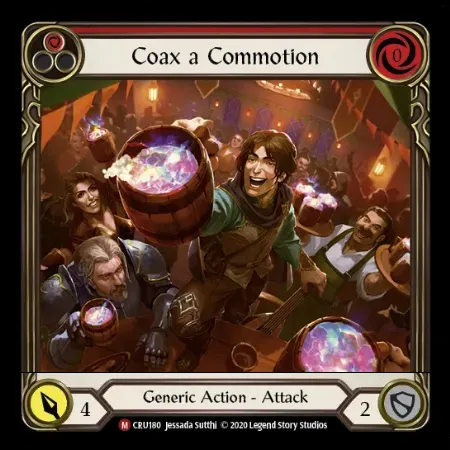 Coax a Commotion
0
Generic Action - Attack
4
2
M CRU180 Jessada Sutthi © 2020 Legend Story Studios